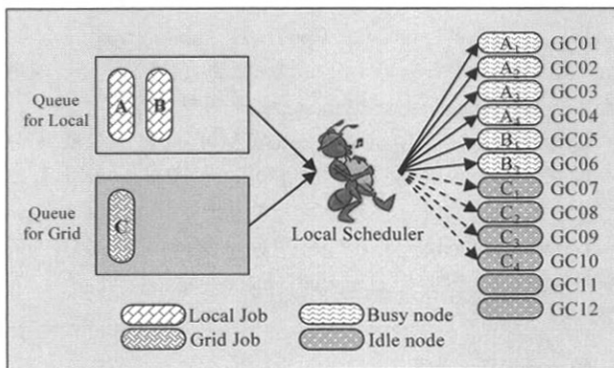 Queue
for Local
A B
Queue
for Grid
C
Local Scheduler
A1 GC01
A2 GC02
A3 GC03
A4 GC04
B1 GC05
B2 GC06
C1 GC07
C2 GC08
C3 GC09
C4 GC10
GC11
GC12
Local Job
Busy node
Grid Job
Idle node